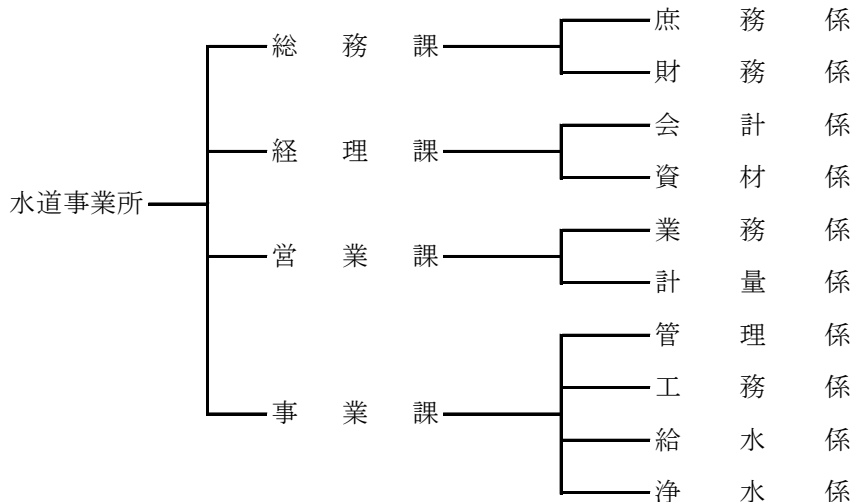 水道事業所
総務課
庶務係
財務係
経理課
会計係
資材係
営業課
業務係
計量係
事業課
管理係
工務係
給水係
浄水係